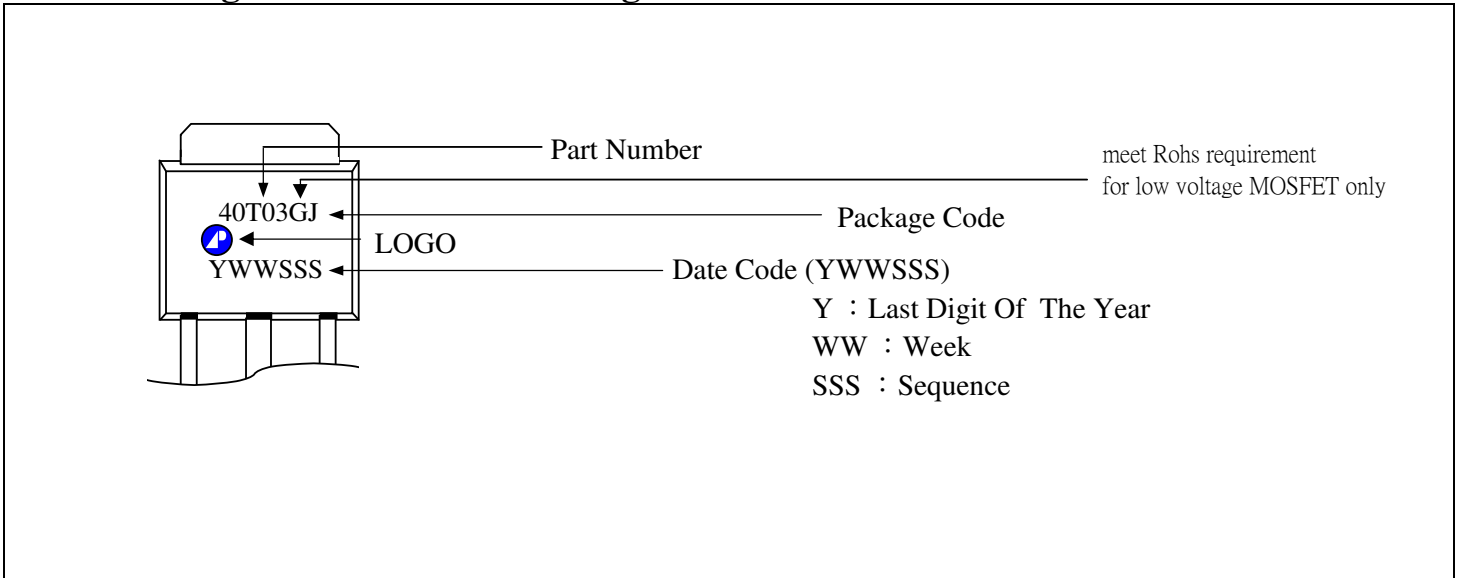 Part Number
meet Rohs requirement
for low voltage MOSFET only
40T03GJ
Package Code
LOGO
YWWSSS
Date Code (YWWSSS)
Y : Last Digit Of The Year
WW : Week
SSS : Sequence